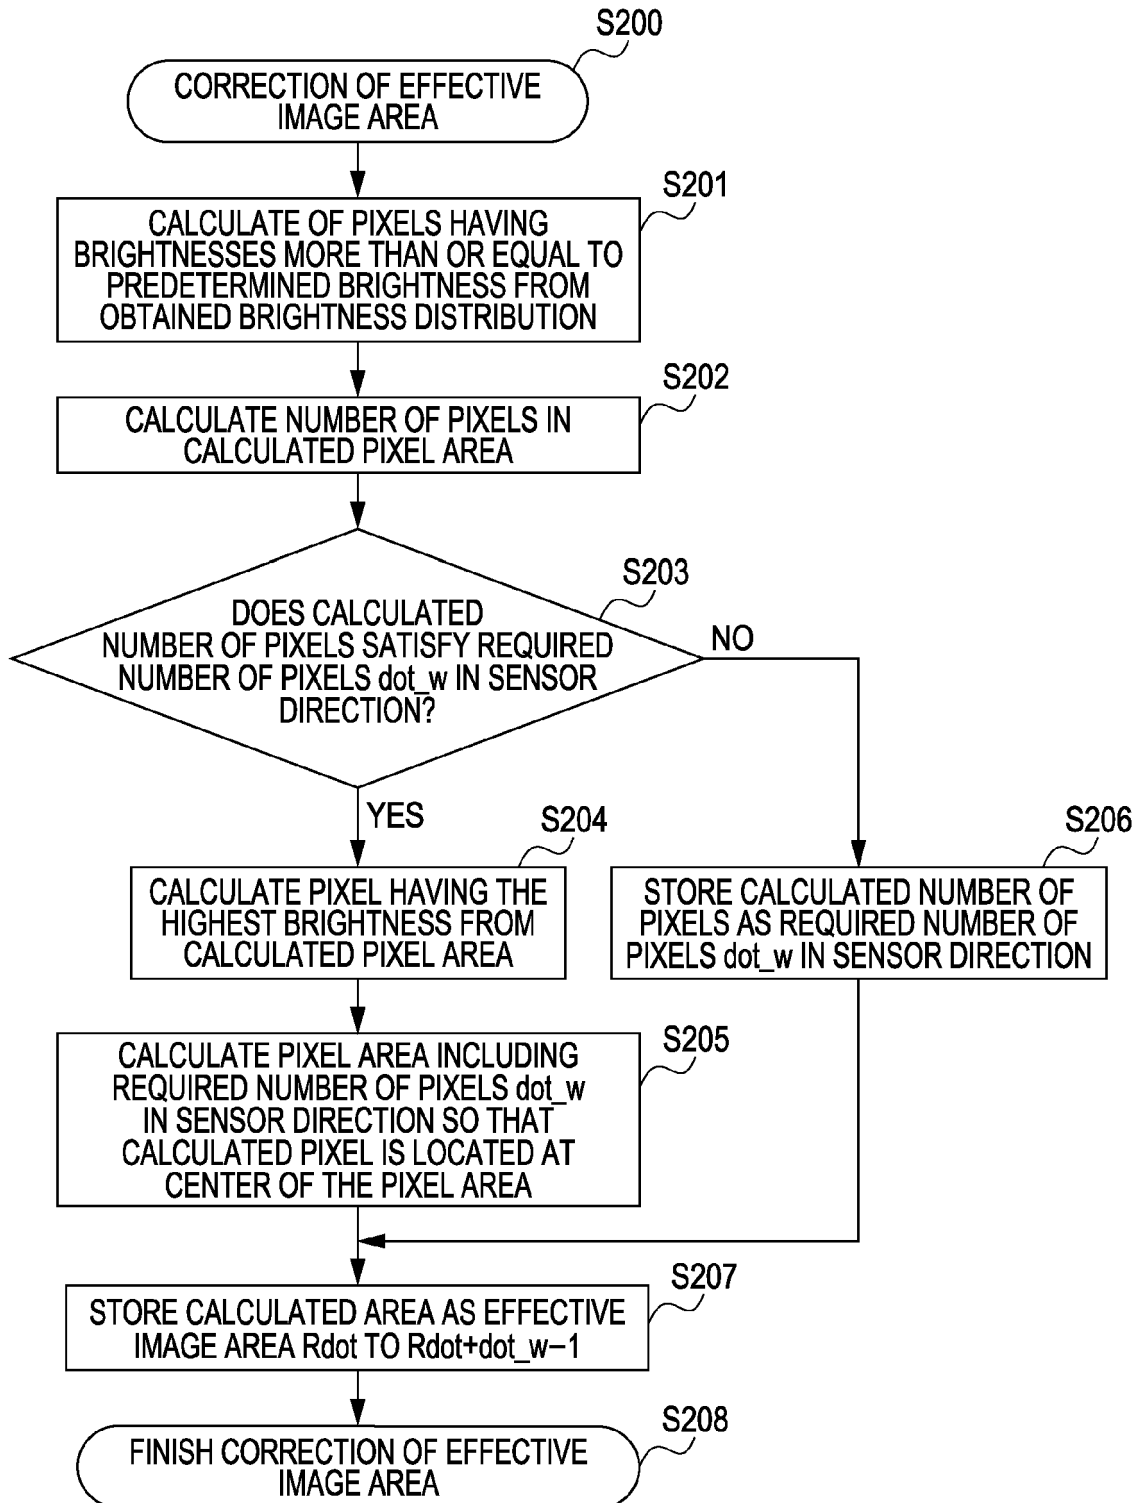 S200
CORRECTION OF EFFECTIVE
IMAGE AREA
S201
CALCULATE OF PIXELS HAVING
BRIGHTNESSES MORE THAN OR EQUAL TO
PREDETERMINED BRIGHTNESS FROM
OBTAINED BRIGHTNESS DISTRIBUTION
S202
CALCULATE NUMBER OF PIXELS IN
CALCULATED PIXEL AREA
S203
DOES CALCULATED
NUMBER OF PIXELS SATISFY REQUIRED
NUMBER OF PIXELS dot_w IN SENSOR
DIRECTION?
NO
YES
S204
CALCULATE PIXEL HAVING THE
HIGHEST BRIGHTNESS FROM
CALCULATED PIXEL AREA
S206
STORE CALCULATED NUMBER OF
PIXELS AS REQUIRED NUMBER OF
PIXELS dot_w IN SENSOR DIRECTION
S205
CALCULATE PIXEL AREA INCLUDING
REQUIRED NUMBER OF PIXELS dot_w
IN SENSOR DIRECTION SO THAT
CALCULATED PIXEL IS LOCATED AT
CENTER OF THE PIXEL AREA
S207
STORE CALCULATED AREA AS EFFECTIVE
IMAGE AREA Rdot TO Rdot+dot_w−1
S208
FINISH CORRECTION OF EFFECTIVE
IMAGE AREA